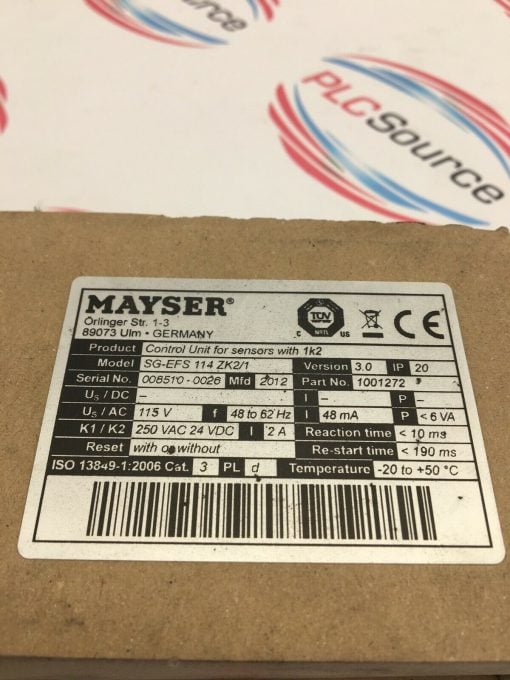 PLCSource
MAYSER®
Örlinger Str. 1-3
89073 Ulm • GERMANY
TÜV
C US
CE
Product Control Unit for sensors with 1k2
Model SG-EFS 114 ZK2/1 Version 3.0 IP 20
Serial No. 008510-0026 Mfd 2012 Part No. 1001272
Us / DC – I – P –
Us / AC 115 V f 48 to 62 Hz I 48 mA P < 6 VA
K1 / K2 250 VAC 24 VDC I 2 A Reaction time < 10 ms
Reset with or without Re-start time < 190 ms
ISO 13849-1:2006 Cat. 3 PL d Temperature -20 to +50 °C